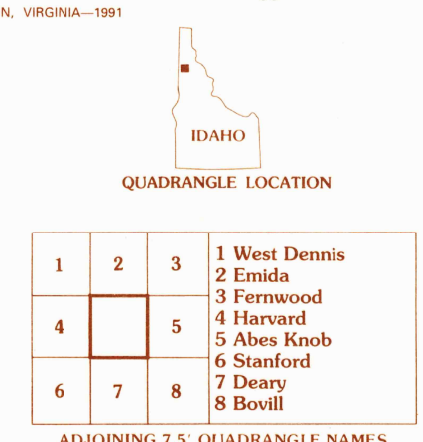 N, VIRGINIA—1991
IDAHO
QUADRANGLE LOCATION
1 2 3
4 5
6 7 8
1 West Dennis
2 Emida
3 Fernwood
4 Harvard
5 Abes Knob
6 Stanford
7 Deary
8 Bovill
ADJOINING 7.5' QUADRANGLE NAMES